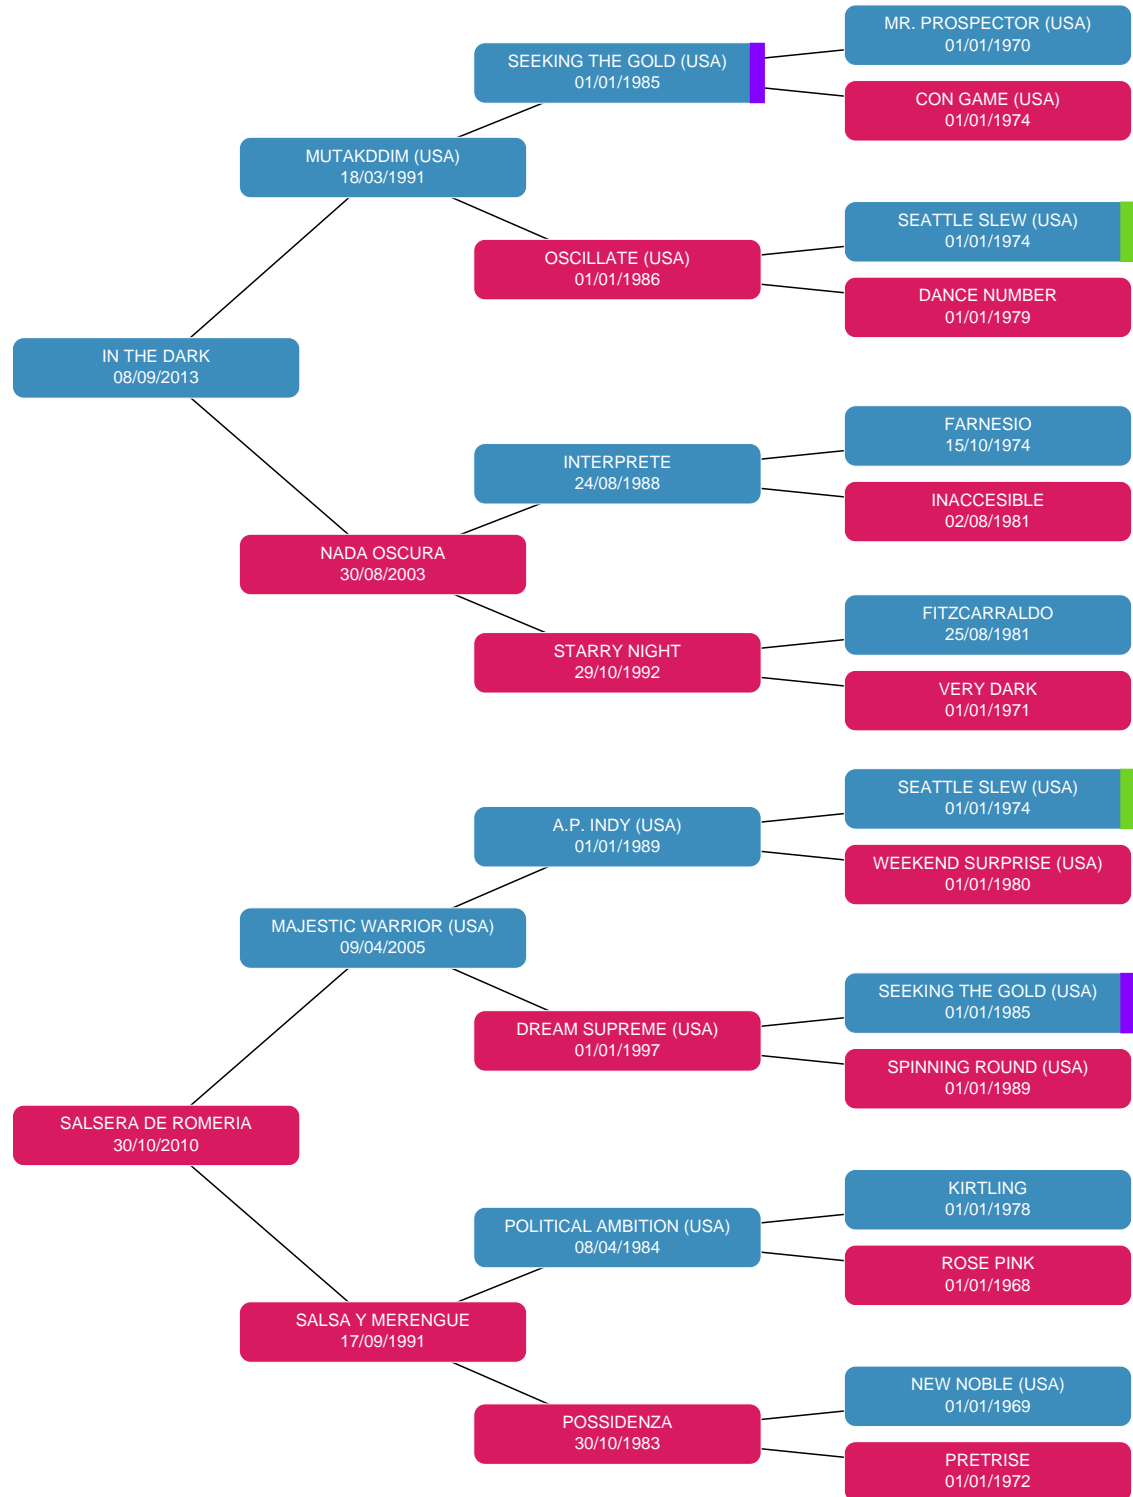 MR. PROSPECTOR (USA)
01/01/1970
SEEKING THE GOLD (USA)
01/01/1985
CON GAME (USA)
01/01/1974
MUTAKDDIM (USA)
18/03/1991
SEATTLE SLEW (USA)
01/01/1974
OSCILLATE (USA)
01/01/1986
DANCE NUMBER
01/01/1979
IN THE DARK
08/09/2013
FARNESIO
15/10/1974
INTERPRETE
24/08/1988
INACCESIBLE
02/08/1981
NADA OSCURA
30/08/2003
FITZCARRALDO
25/08/1981
STARRY NIGHT
29/10/1992
VERY DARK
01/01/1971
SEATTLE SLEW (USA)
01/01/1974
A.P. INDY (USA)
01/01/1989
WEEKEND SURPRISE (USA)
01/01/1980
MAJESTIC WARRIOR (USA)
09/04/2005
SEEKING THE GOLD (USA)
01/01/1985
DREAM SUPREME (USA)
01/01/1997
SPINNING ROUND (USA)
01/01/1989
SALSERA DE ROMERIA
30/10/2010
KIRTLING
01/01/1978
POLITICAL AMBITION (USA)
08/04/1984
ROSE PINK
01/01/1968
SALSA Y MERENGUE
17/09/1991
NEW NOBLE (USA)
01/01/1969
POSSIDENZA
30/10/1983
PRETRISE
01/01/1972